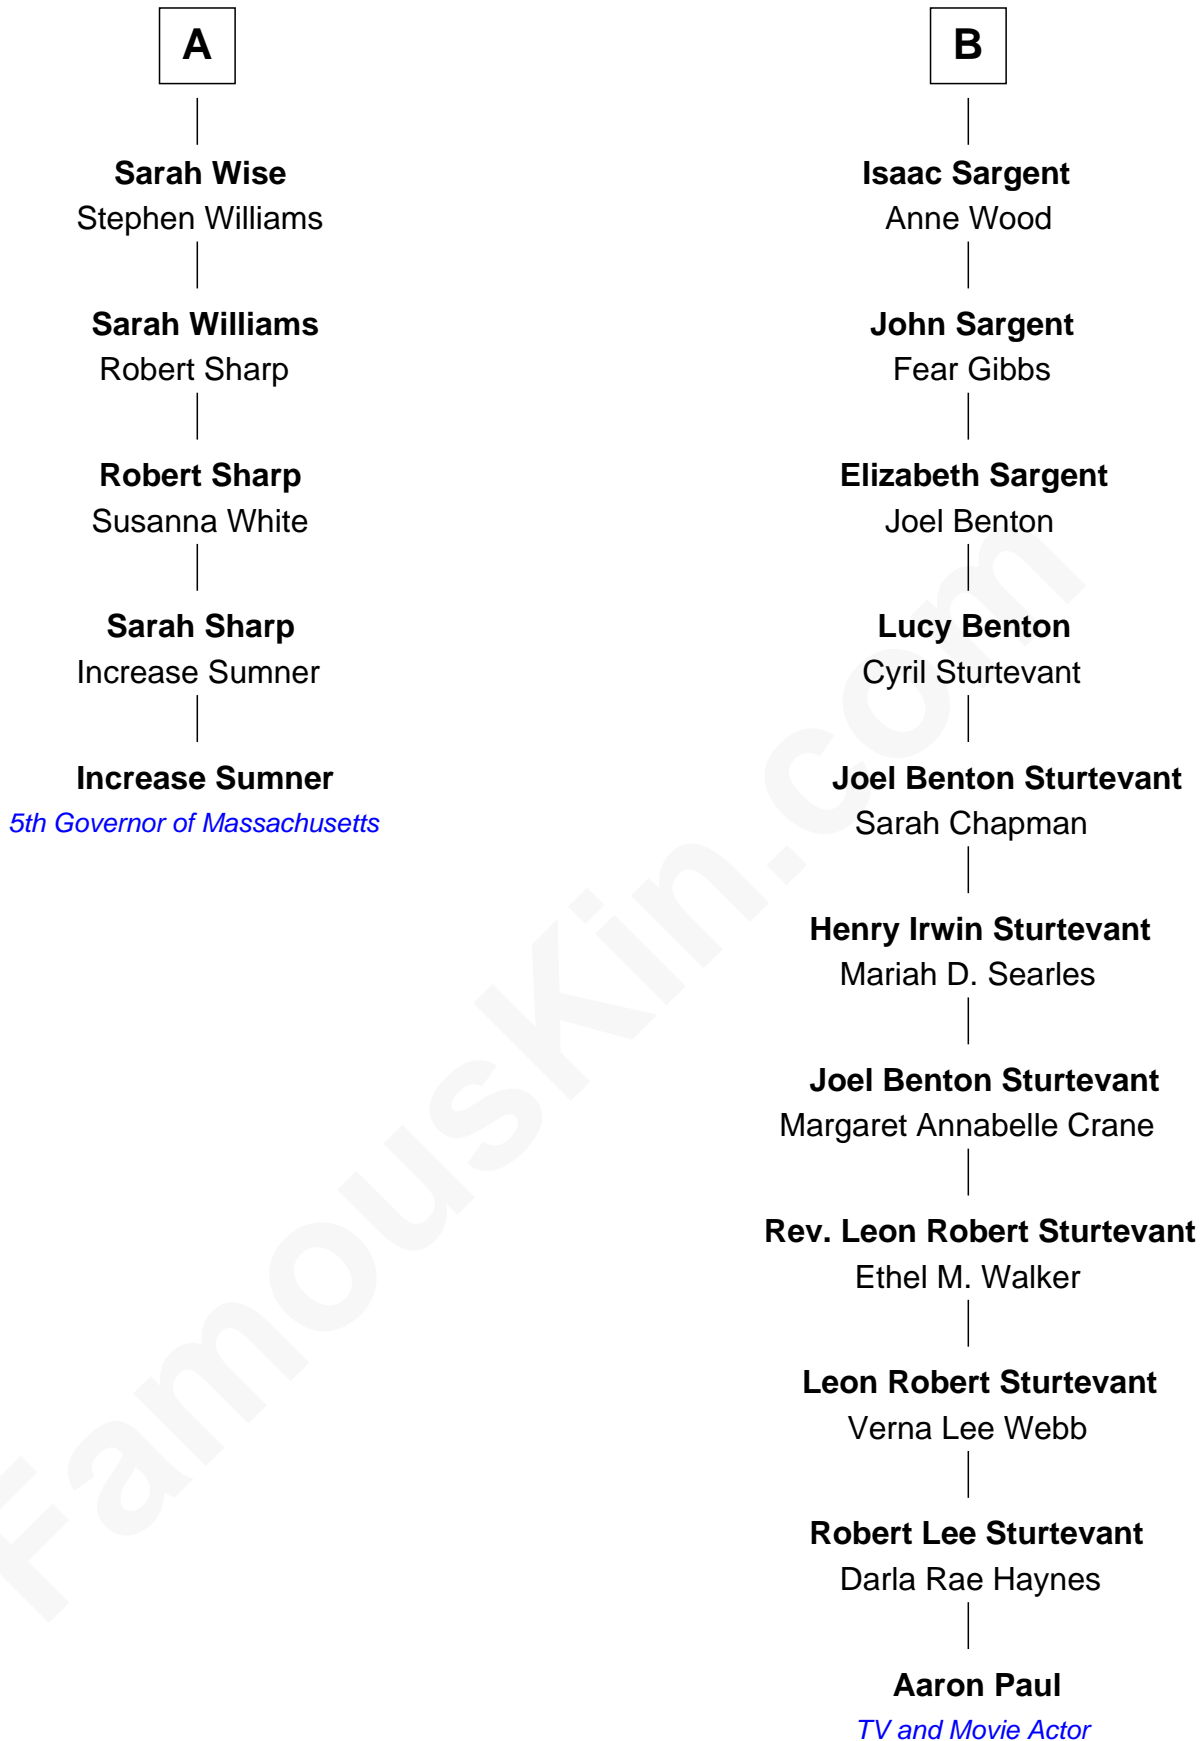 A
Sarah Wise
Stephen Williams
Sarah Williams
Robert Sharp
Robert Sharp
Susanna White
Sarah Sharp
Increase Sumner
Increase Sumner
5th Governor of Massachusetts
B
Isaac Sargent
Anne Wood
John Sargent
Fear Gibbs
Elizabeth Sargent
Joel Benton
Lucy Benton
Cyril Sturtevant
Joel Benton Sturtevant
Sarah Chapman
Henry Irwin Sturtevant
Mariah D. Searles
Joel Benton Sturtevant
Margaret Annabelle Crane
Rev. Leon Robert Sturtevant
Ethel M. Walker
Leon Robert Sturtevant
Verna Lee Webb
Robert Lee Sturtevant
Darla Rae Haynes
Aaron Paul
TV and Movie Actor
FamousKin.com